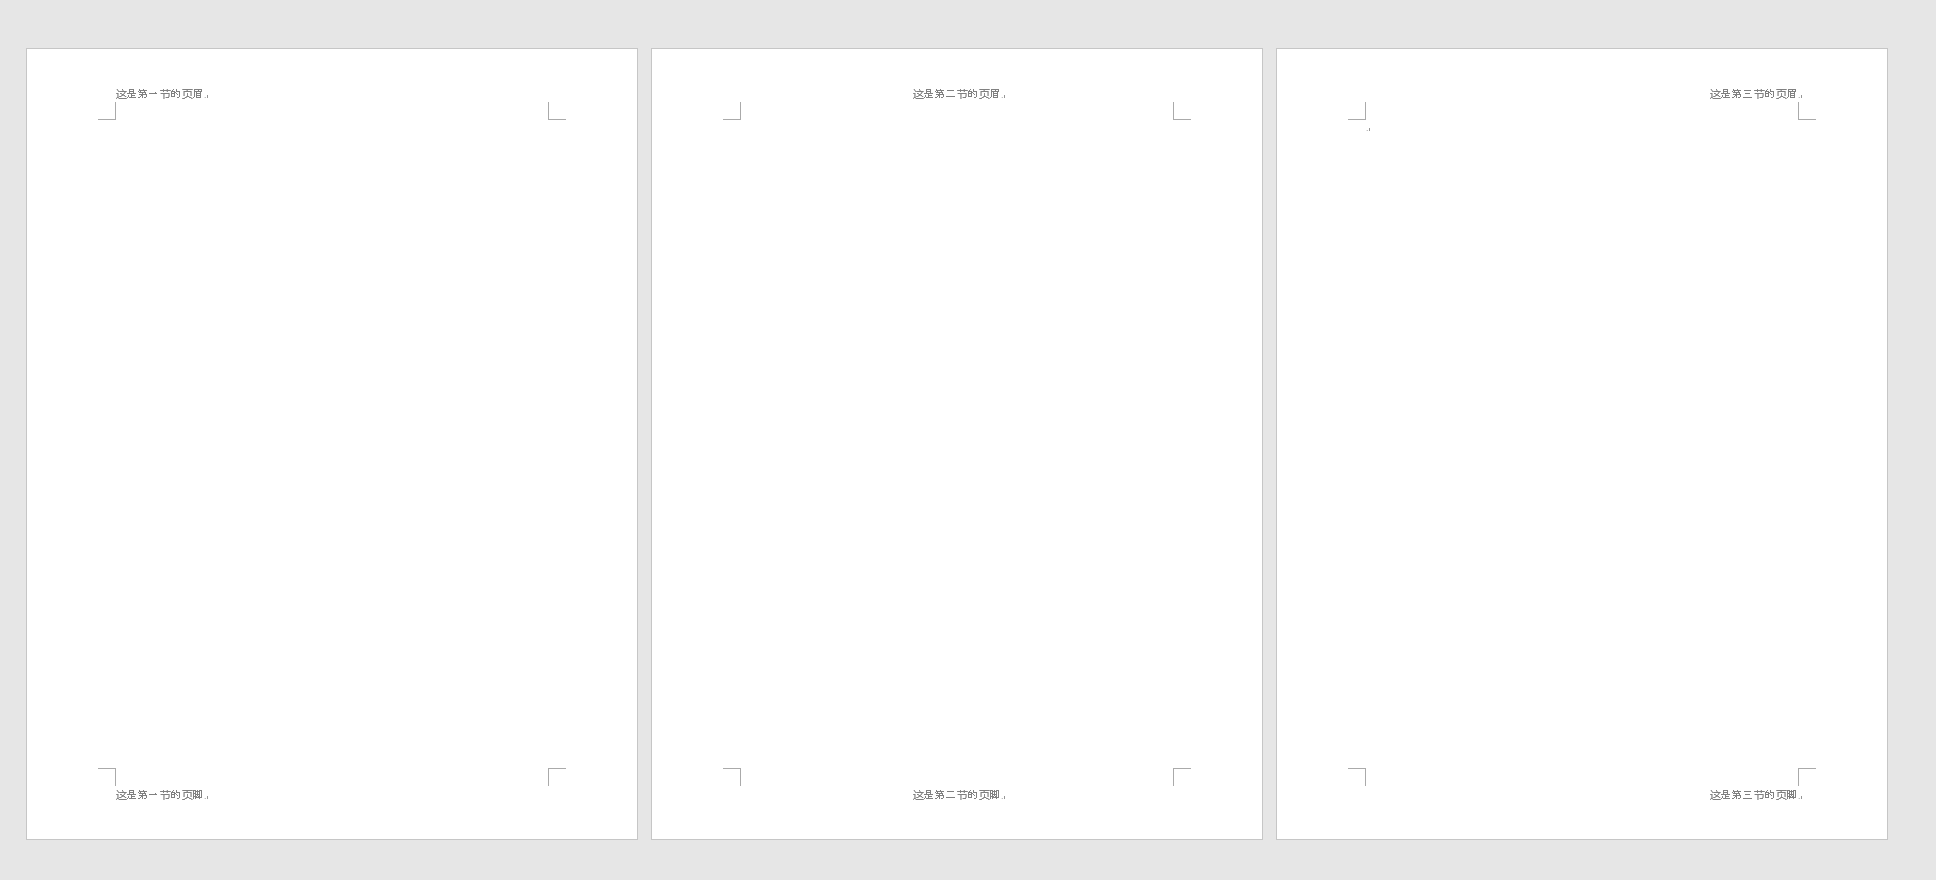 这是第一节的页眉
这是第一节的页脚
这是第二节的页眉
这是第二节的页脚
这是第三节的页眉
这是第三节的页脚